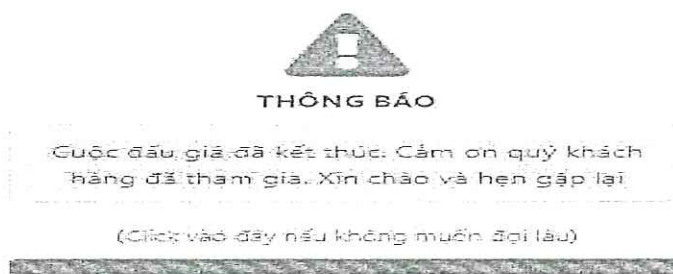 THÔNG BÁO
Cuộc đấu giá đã kết thúc. Cảm ơn quý khách
hàng đã tham gia. Xin chào và hẹn gặp lại
(Click vào đây nếu không muốn đợi lâu)